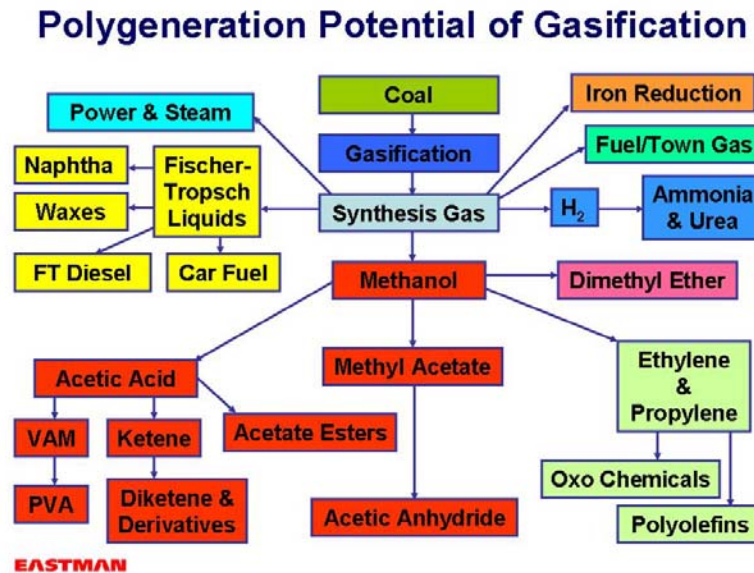 Polygeneration Potential of Gasification
Coal
Iron Reduction
Power & Steam
Gasification
Fuel/Town Gas
Naphtha
Fischer-
Tropsch
Liquids
Waxes
Synthesis Gas
H2
Ammonia
& Urea
FT Diesel
Car Fuel
Methanol
Dimethyl Ether
Acetic Acid
Methyl Acetate
Ethylene
&
Propylene
VAM
Ketene
Acetate Esters
Oxo Chemicals
PVA
Diketene &
Derivatives
Acetic Anhydride
Polyolefins
EASTMAN